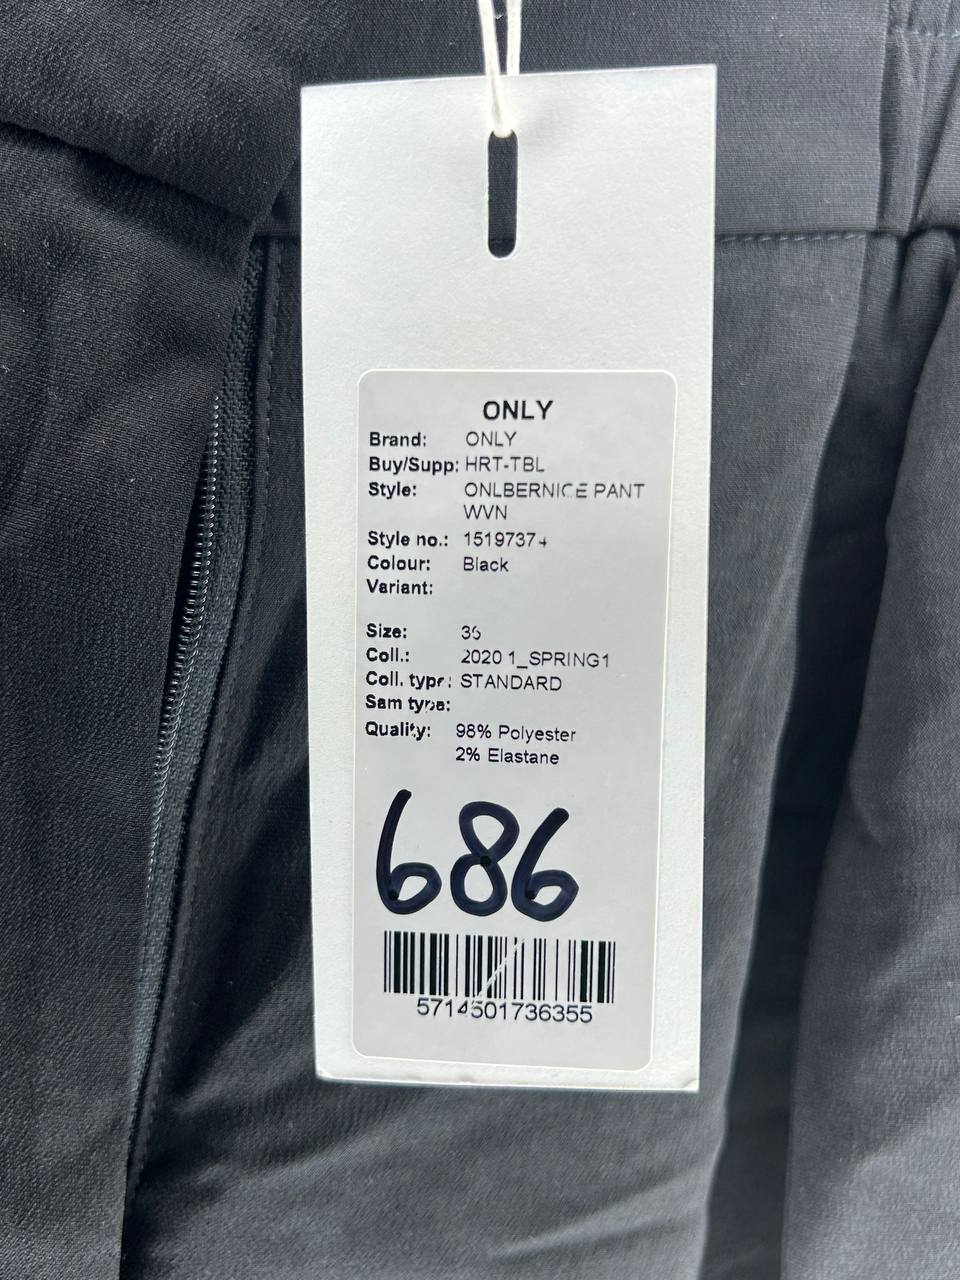 ONLY
Brand: ONLY
Buy/Supp: HRT-TBL
Style: ONLBERNICE PANT
WVN
Style no.: 15197374
Colour: Black
Variant:
Size: 36
Coll.: 2020 1_SPRING1
Coll. type: STANDARD
Sam type:
Quality: 98% Polyester
2% Elastane
686
5714501736355